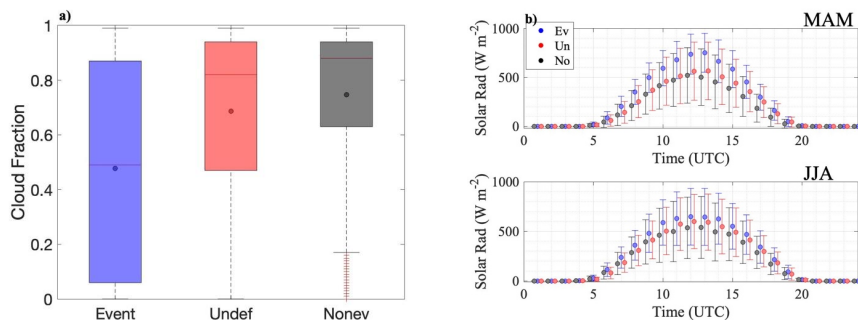 a)
1
0.8
0.6
0.4
0.2
0
Cloud Fraction
Event Undef Nonev
b)
MAM
Ev
Un
No
1000
500
0
Solar Rad (W m-2)
0 5 10 15 20
Time (UTC)
JJA
1000
500
0
Solar Rad (W m-2)
0 5 10 15 20
Time (UTC)